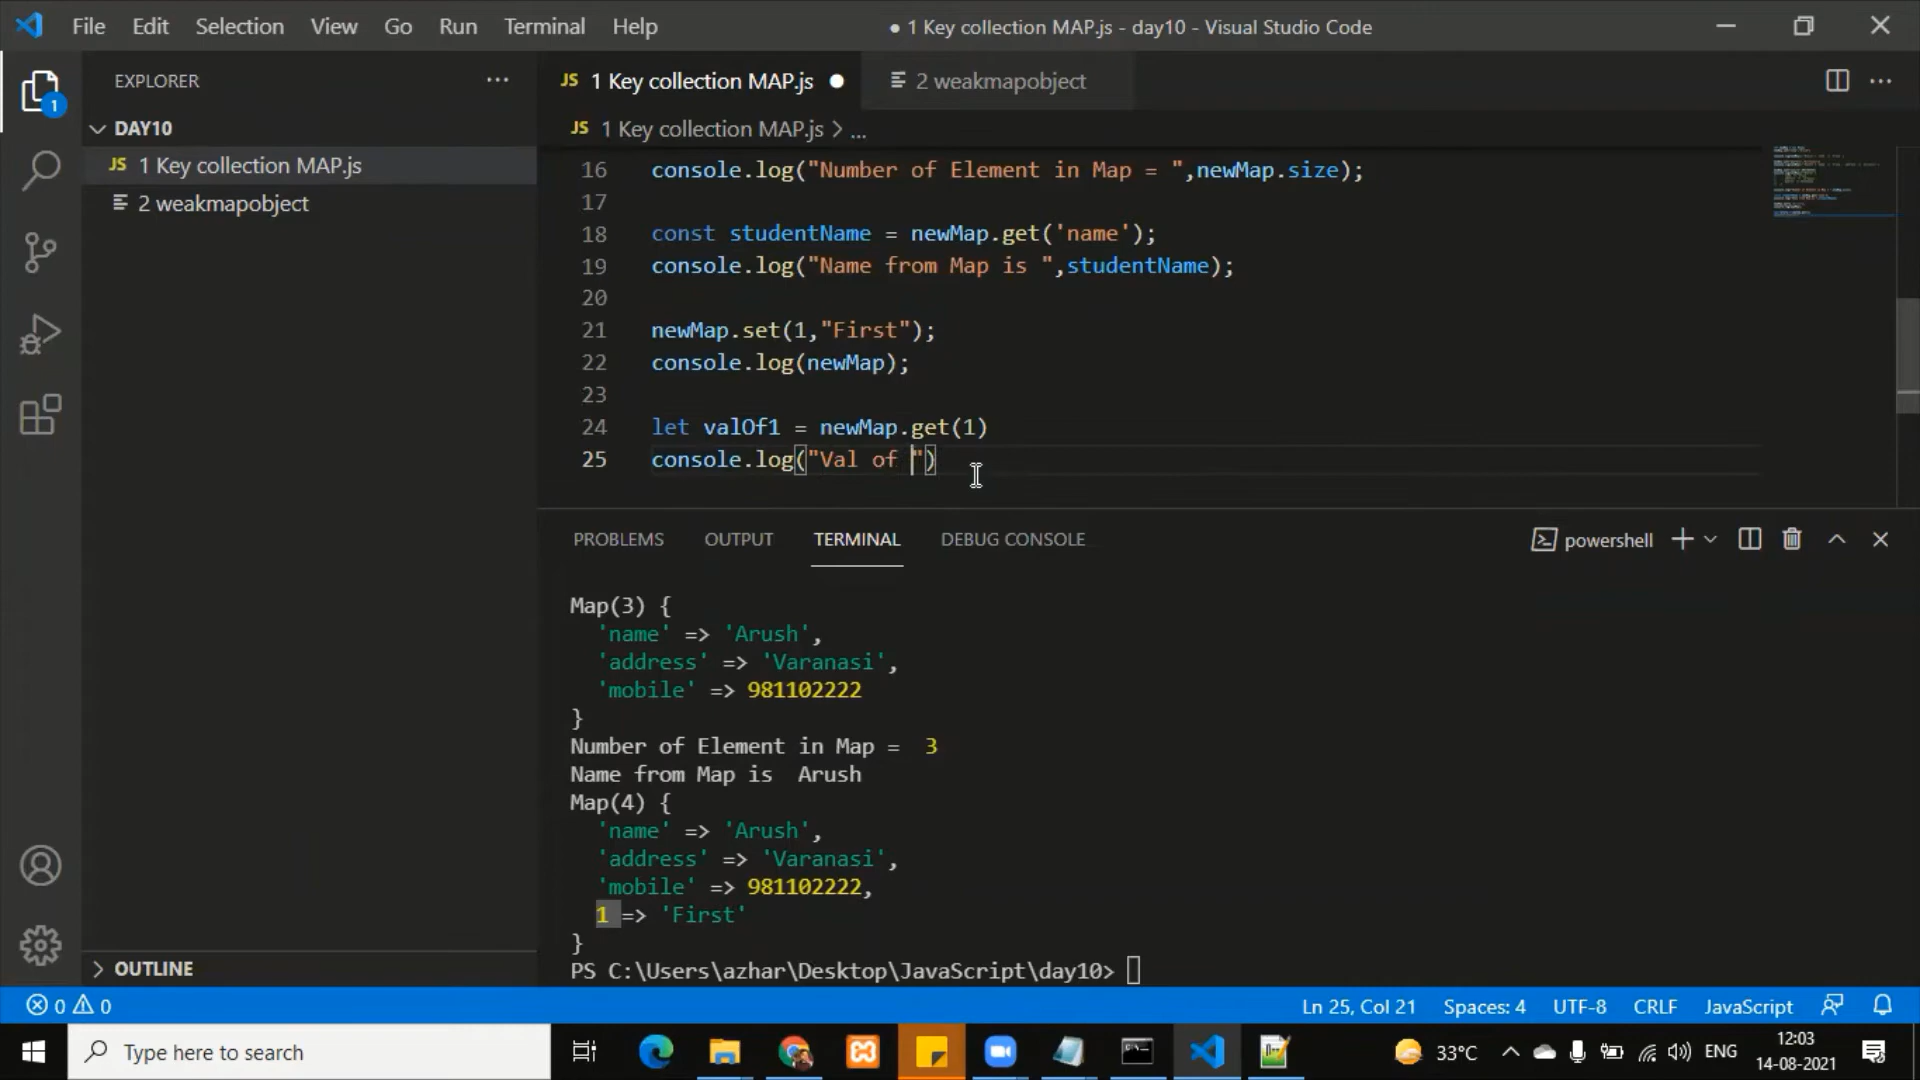 File Edit Selection View Go Run Terminal Help ● 1 Key collection MAP.js - day10 - Visual Studio Code
EXPLORER ···
JS 1 Key collection MAP.js ●
2 weakmapobject ···
1
DAY10
JS 1 Key collection MAP.js > ...
JS 1 Key collection MAP.js
2 weakmapobject
16 console.log("Number of Element in Map = ",newMap.size);
17
18 const studentName = newMap.get('name');
19 console.log("Name from Map is ",studentName);
20
21 newMap.set(1,"First");
22 console.log(newMap);
23
24 let valOf1 = newMap.get(1)
25 console.log("Val of ")
PROBLEMS OUTPUT TERMINAL DEBUG CONSOLE powershell
Map(3) {
'name' => 'Arush',
'address' => 'Varanasi',
'mobile' => 981102222
}
Number of Element in Map =  3
Name from Map is  Arush
Map(4) {
'name' => 'Arush',
'address' => 'Varanasi',
'mobile' => 981102222,
1 => 'First'
}
PS C:\Users\azhar\Desktop\JavaScript\day10>
OUTLINE
0 0 Ln 25, Col 21 Spaces: 4 UTF-8 CRLF JavaScript
Type here to search 33°C ENG 12:03
14-08-2021